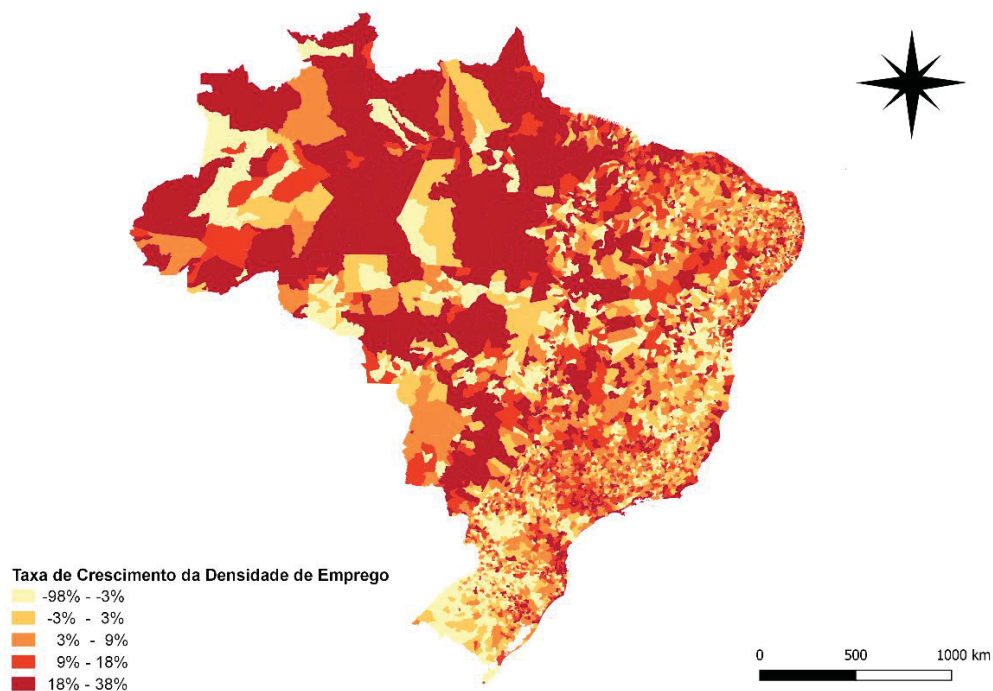 Taxa de Crescimento da Densidade de Emprego
-98% - -3%
-3% - 3%
3% - 9%
9% - 18%
18% - 38%
0 500 1000 km